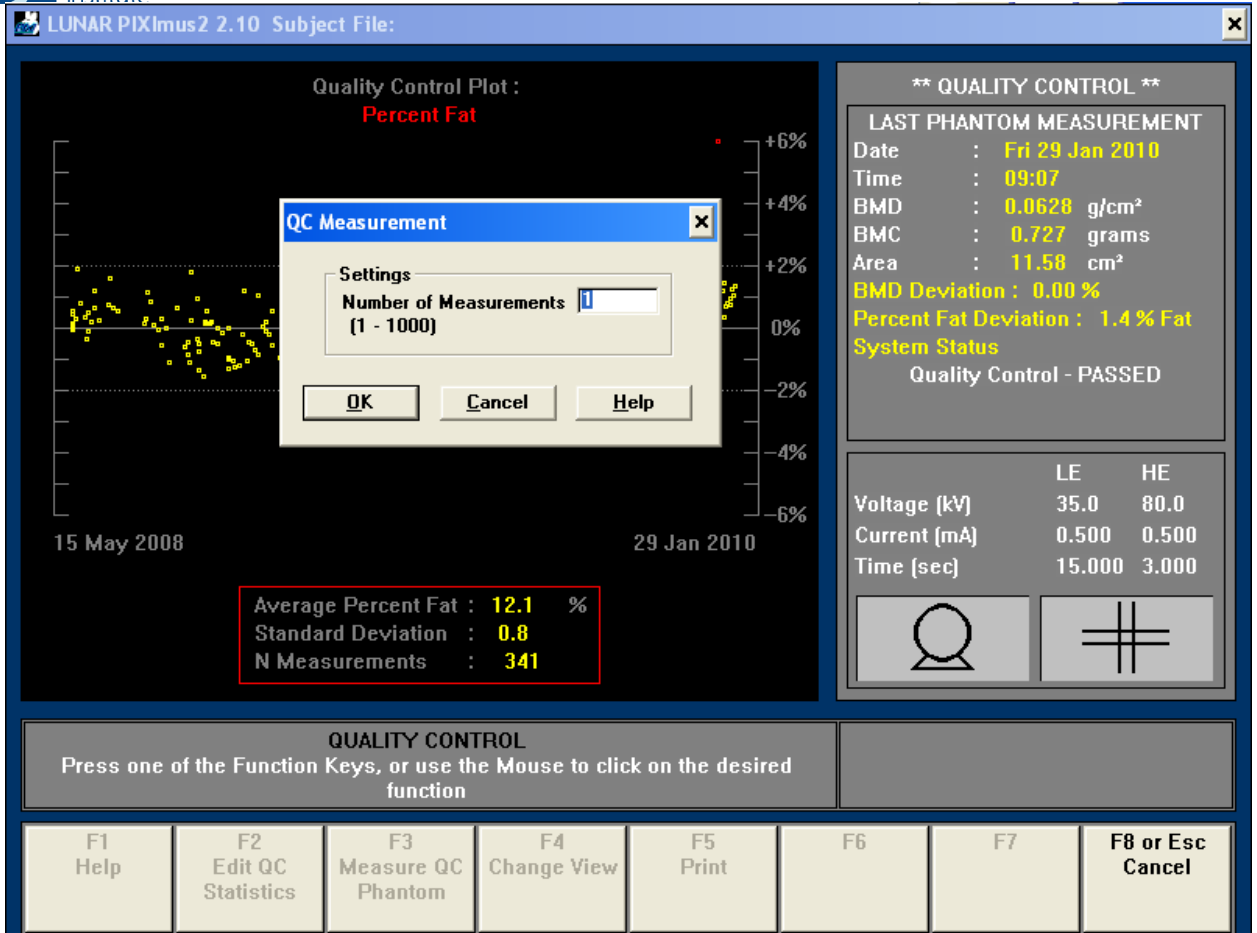 LUNAR PIXImus2 2.10 Subject File:
Quality Control Plot :
Percent Fat
+6%
+4%
+2%
0%
−2%
−4%
−6%
15 May 2008
29 Jan 2010
Average Percent Fat : 12.1 %
Standard Deviation : 0.8
N Measurements : 341
QC Measurement
Settings
Number of Measurements 1
(1 - 1000)
OK
Cancel
Help
** QUALITY CONTROL **
LAST PHANTOM MEASUREMENT
Date : Fri 29 Jan 2010
Time : 09:07
BMD : 0.0628 g/cm²
BMC : 0.727 grams
Area : 11.58 cm²
BMD Deviation : 0.00 %
Percent Fat Deviation : 1.4 % Fat
System Status
Quality Control - PASSED
LE HE
Voltage (kV) 35.0 80.0
Current (mA) 0.500 0.500
Time (sec) 15.000 3.000
QUALITY CONTROL
Press one of the Function Keys, or use the Mouse to click on the desired
function
F1
Help
F2
Edit QC
Statistics
F3
Measure QC
Phantom
F4
Change View
F5
Print
F6
F7
F8 or Esc
Cancel